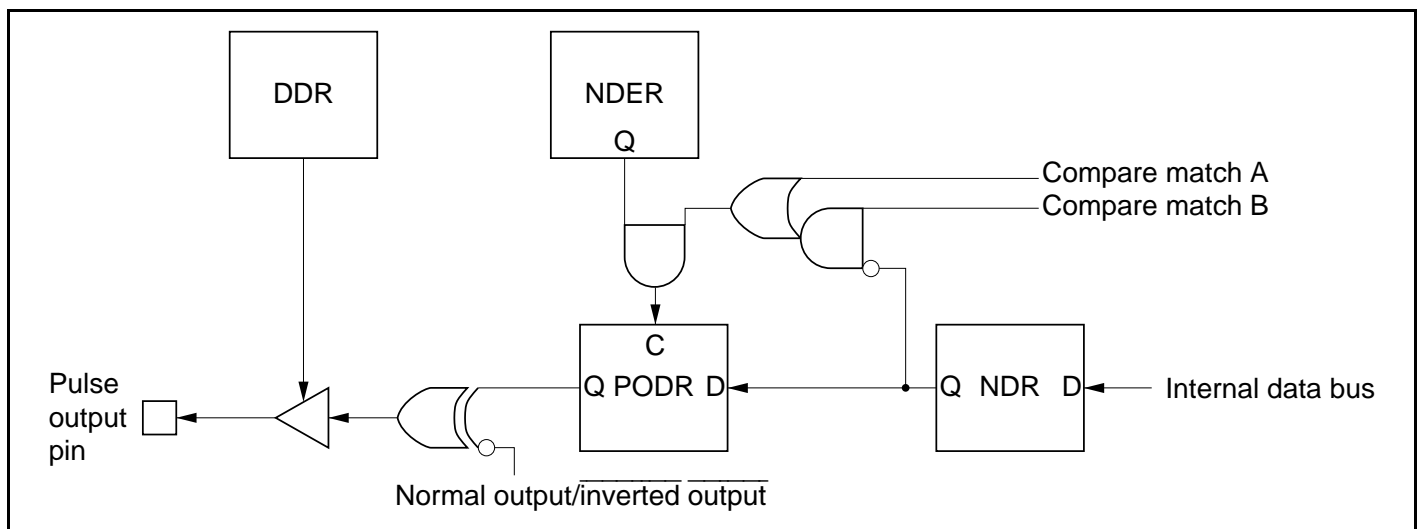 DDR
NDER
Q
Compare match A
Compare match B
C
Q PODR D
Q NDR D
Internal data bus
Pulse
output
pin
Normal output/inverted output